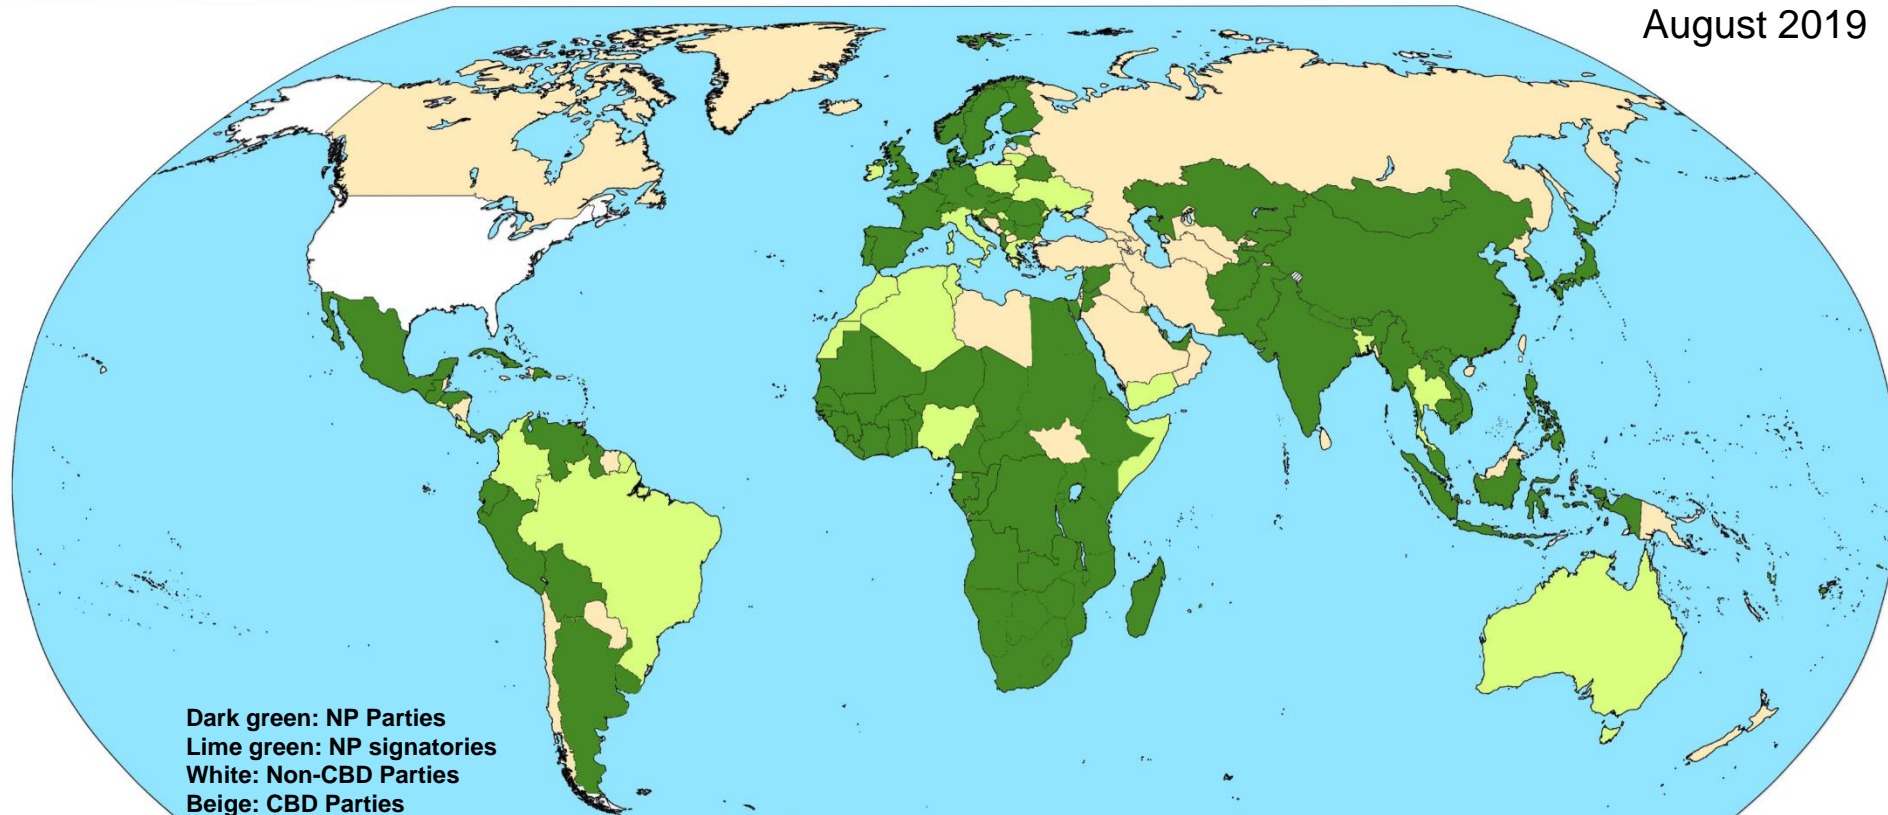 August 2019
Dark green: NP Parties
Lime green: NP signatories
White: Non-CBD Parties
Beige: CBD Parties